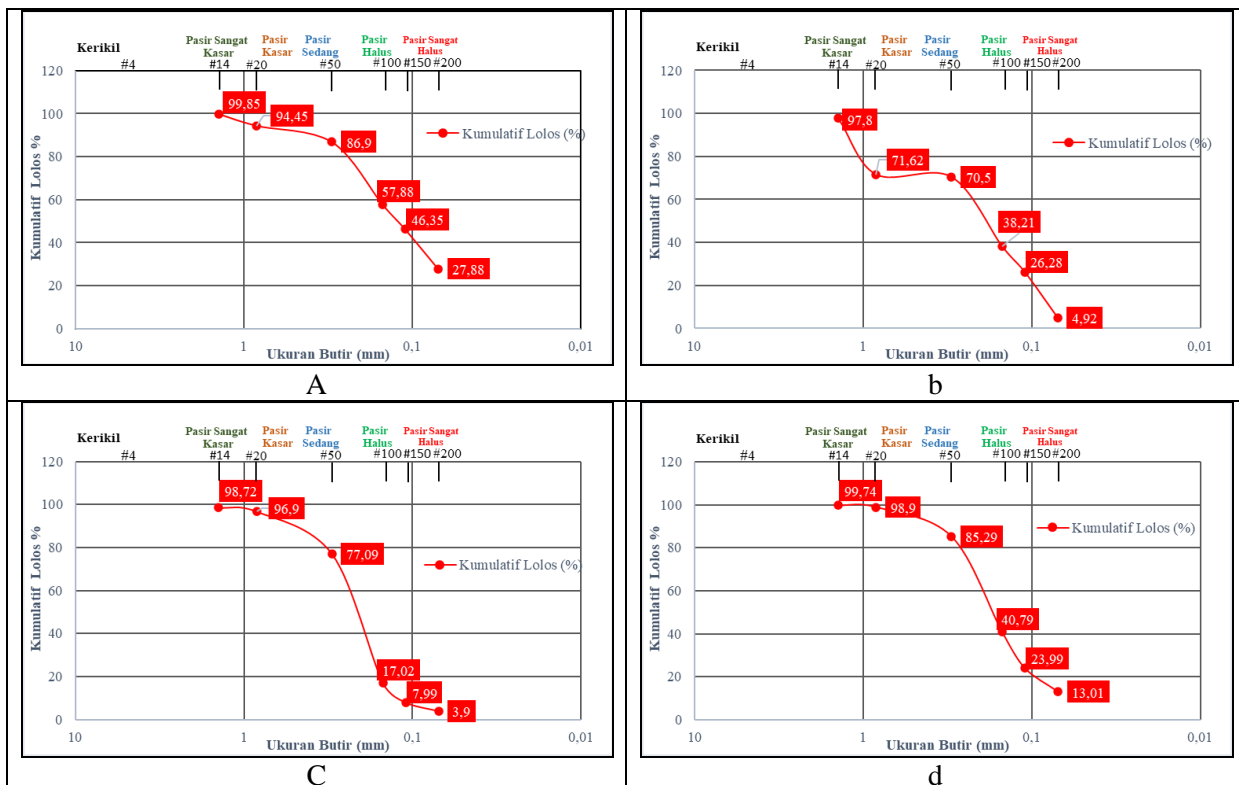 Kerikil
Pasir Sangat Kasar
Pasir Kasar
Pasir Sedang
Pasir Halus
Pasir Sangat Halus
#4 #14 #20 #50 #100 #150 #200
Kumulatif Lolos %
120
100
80
60
40
20
0
99,85
94,45
86,9
57,88
46,35
27,88
Kumulatif Lolos (%)
10 1 0,1 0,01
Ukuran Butir (mm)
A
Kerikil
Pasir Sangat Kasar
Pasir Kasar
Pasir Sedang
Pasir Halus
Pasir Sangat Halus
#4 #14 #20 #50 #100 #150 #200
Kumulatif Lolos %
120
100
80
60
40
20
0
97,8
71,62
70,5
38,21
26,28
4,92
Kumulatif Lolos (%)
10 1 0,1 0,01
Ukuran Butir (mm)
b
Kerikil
Pasir Sangat Kasar
Pasir Kasar
Pasir Sedang
Pasir Halus
Pasir Sangat Halus
#4 #14 #20 #50 #100 #150 #200
Kumulatif Lolos %
120
100
80
60
40
20
0
98,72
96,9
77,09
17,02
7,99
3,9
Kumulatif Lolos (%)
10 1 0,1 0,01
Ukuran Butir (mm)
C
Kerikil
Pasir Sangat Kasar
Pasir Kasar
Pasir Sedang
Pasir Halus
Pasir Sangat Halus
#4 #14 #20 #50 #100 #150 #200
Kumulatif Lolos %
120
100
80
60
40
20
0
99,74
98,9
85,29
40,79
23,99
13,01
Kumulatif Lolos (%)
10 1 0,1 0,01
Ukuran Butir (mm)
d